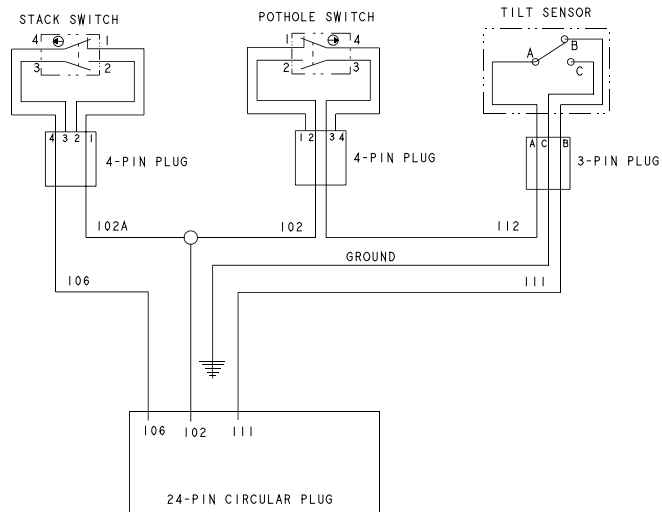 STACK SWITCH
POTHOLE SWITCH
TILT SENSOR
4 1
3 2
1 4
2 3
A B
C
4 3 2 1
4-PIN PLUG
1 2 3 4
4-PIN PLUG
A C B
3-PIN PLUG
102A
102
112
GROUND
106
111
106 102 111
24-PIN CIRCULAR PLUG